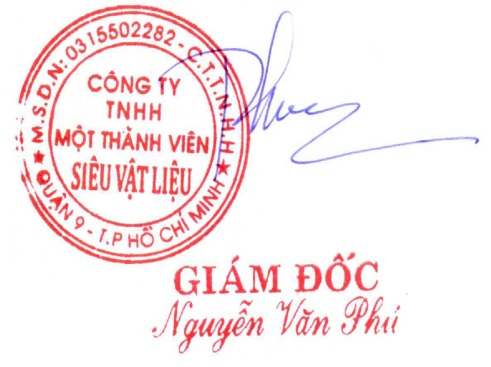 M.S.D.N: 0315502282 - C.T.T.N.H.H
CÔNG TY
TNHH
MỘT THÀNH VIÊN
SIÊU VẬT LIỆU
QUẬN 9 - T.P HỒ CHÍ MINH
GIÁM ĐỐC
Nguyễn Văn Phú